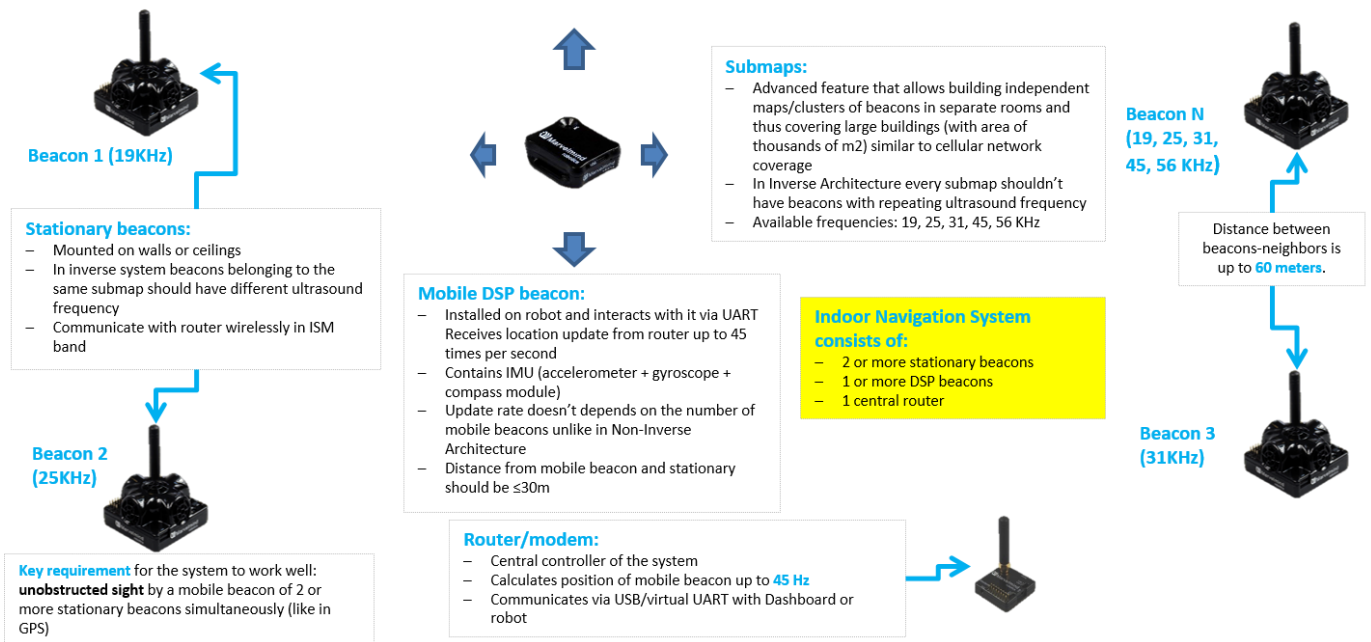 Beacon 1 (19KHz)
Stationary beacons:
– Mounted on walls or ceilings
– In inverse system beacons belonging to the
same submap should have different ultrasound
frequency
– Communicate with router wirelessly in ISM
band
Beacon 2
(25KHz)
Key requirement for the system to work well:
unobstructed sight by a mobile beacon of 2 or
more stationary beacons simultaneously (like in
GPS)
Marvelmind
robotics
Mobile DSP beacon:
– Installed on robot and interacts with it via UART
Receives location update from router up to 45
times per second
– Contains IMU (accelerometer + gyroscope +
compass module)
– Update rate doesn't depends on the number of
mobile beacons unlike in Non-Inverse
Architecture
– Distance from mobile beacon and stationary
should be ≤30m
Router/modem:
– Central controller of the system
– Calculates position of mobile beacon up to 45 Hz
– Communicates via USB/virtual UART with Dashboard or
robot
Submaps:
– Advanced feature that allows building independent
maps/clusters of beacons in separate rooms and
thus covering large buildings (with area of
thousands of m2) similar to cellular network
coverage
– In Inverse Architecture every submap shouldn't
have beacons with repeating ultrasound frequency
– Available frequencies: 19, 25, 31, 45, 56 KHz
Indoor Navigation System
consists of:
– 2 or more stationary beacons
– 1 or more DSP beacons
– 1 central router
Beacon N
(19, 25, 31,
45, 56 KHz)
Distance between
beacons-neighbors is
up to 60 meters.
Beacon 3
(31KHz)